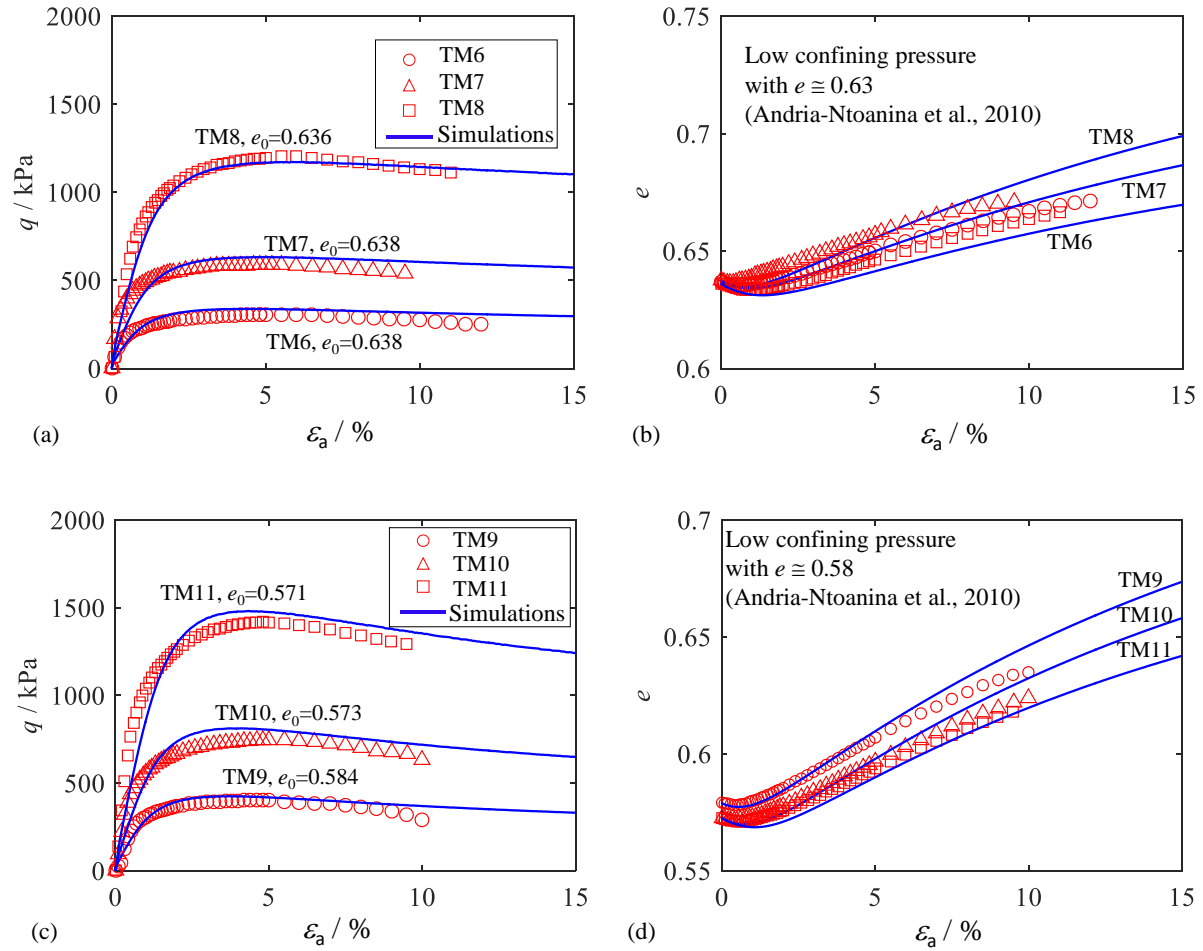 2000
1500
1000
500
0
q / kPa
TM6
TM7
TM8
Simulations
TM8, e0=0.636
TM7, e0=0.638
TM6, e0=0.638
0 5 10 15
(a)
εa / %
0.75
0.7
0.65
0.6
e
Low confining pressure
with e ≅ 0.63
(Andria-Ntoanina et al., 2010)
TM8
TM7
TM6
0 5 10 15
(b)
εa / %
2000
1500
1000
500
0
q / kPa
TM9
TM10
TM11
Simulations
TM11, e0=0.571
TM10, e0=0.573
TM9, e0=0.584
0 5 10 15
(c)
εa / %
0.7
0.65
0.6
0.55
e
Low confining pressure
with e ≅ 0.58
(Andria-Ntoanina et al., 2010)
TM9
TM10
TM11
0 5 10 15
(d)
εa / %